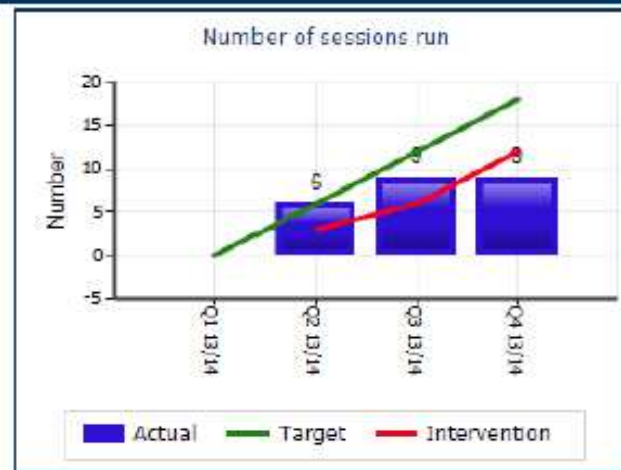 Number of sessions run
20
15
10
5
0
-5
Number
6
9
9
Q1 13/14
Q2 13/14
Q3 13/14
Q4 13/14
Actual
Target
Intervention